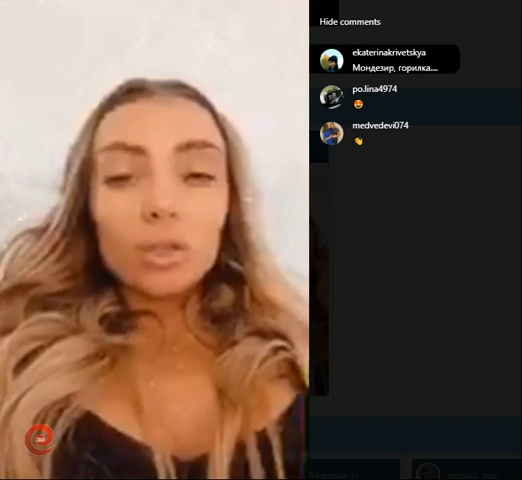 Hide comments
ekaterinakrivetskya
Мондезир, горилка....
po.lina4974
medvedevi074